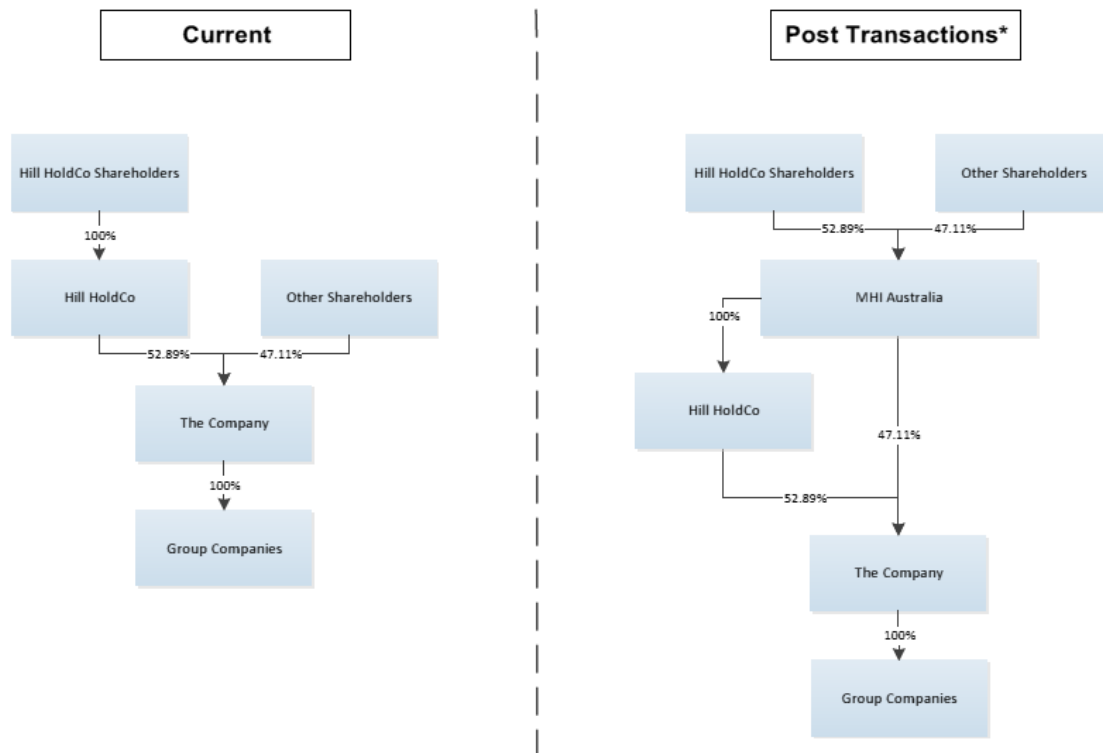 Current
Hill HoldCo Shareholders
100%
Hill HoldCo
Other Shareholders
52.89%
47.11%
The Company
100%
Group Companies
Post Transactions*
Hill HoldCo Shareholders
Other Shareholders
52.89%
47.11%
MHI Australia
100%
Hill HoldCo
47.11%
52.89%
The Company
100%
Group Companies